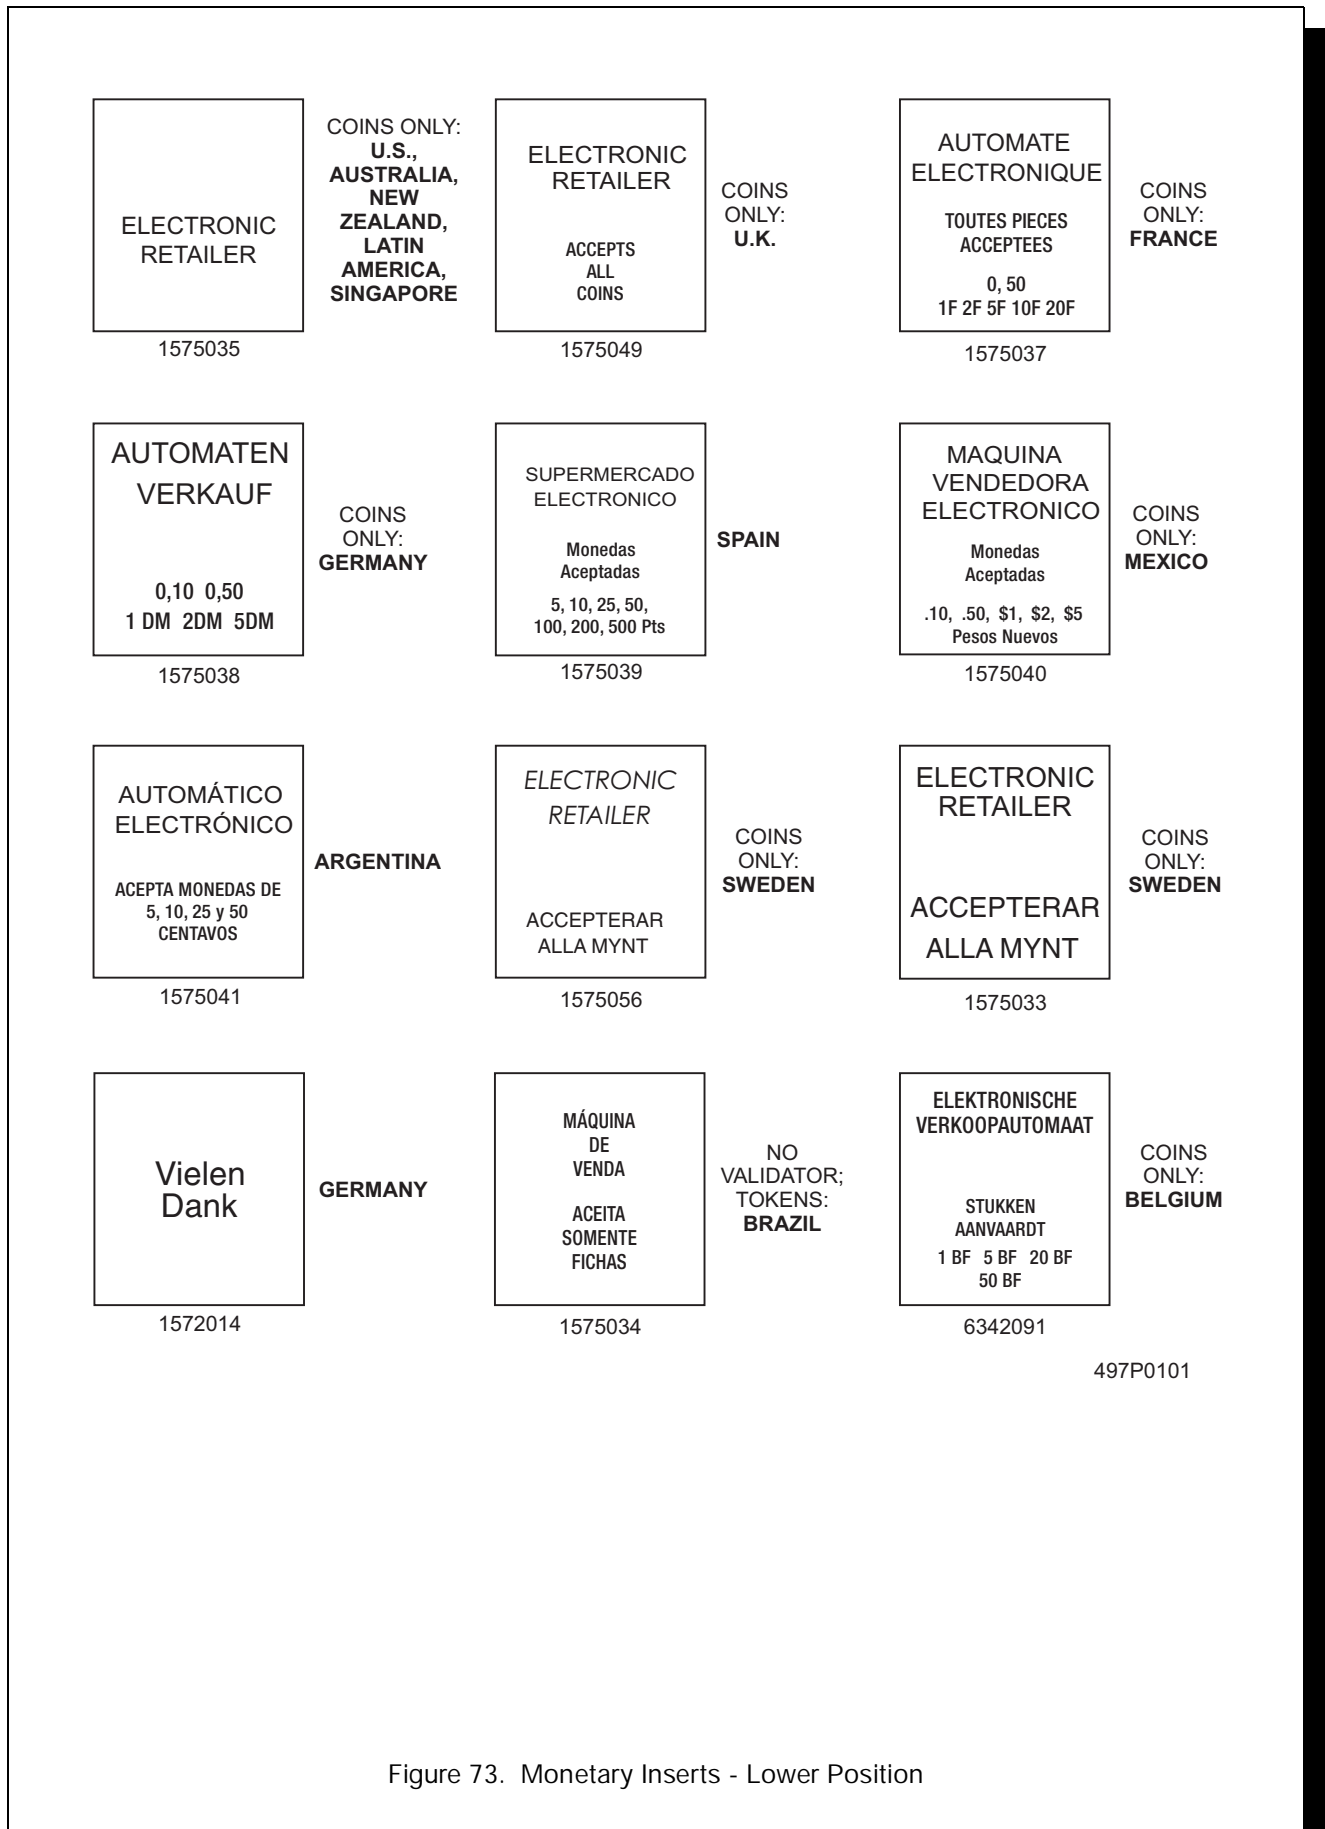 ELECTRONIC
RETAILER
1575035
COINS ONLY:
U.S.,
AUSTRALIA,
NEW
ZEALAND,
LATIN
AMERICA,
SINGAPORE
ELECTRONIC
RETAILER
ACCEPTS
ALL
COINS
1575049
COINS
ONLY:
U.K.
AUTOMATE
ELECTRONIQUE
TOUTES PIECES
ACCEPTEES
0, 50
1F 2F 5F 10F 20F
1575037
COINS
ONLY:
FRANCE
AUTOMATEN
VERKAUF
0,10 0,50
1 DM 2DM 5DM
1575038
COINS
ONLY:
GERMANY
SUPERMERCADO
ELECTRONICO
Monedas
Aceptadas
5, 10, 25, 50,
100, 200, 500 Pts
1575039
SPAIN
MAQUINA
VENDEDORA
ELECTRONICO
Monedas
Aceptadas
.10, .50, $1, $2, $5
Pesos Nuevos
1575040
COINS
ONLY:
MEXICO
AUTOMÁTICO
ELECTRÓNICO
ACEPTA MONEDAS DE
5, 10, 25 y 50
CENTAVOS
1575041
ARGENTINA
ELECTRONIC
RETAILER
ACCEPTERAR
ALLA MYNT
1575056
COINS
ONLY:
SWEDEN
ELECTRONIC
RETAILER
ACCEPTERAR
ALLA MYNT
1575033
COINS
ONLY:
SWEDEN
Vielen
Dank
1572014
GERMANY
MÁQUINA
DE
VENDA
ACEITA
SOMENTE
FICHAS
1575034
NO
VALIDATOR;
TOKENS:
BRAZIL
ELEKTRONISCHE
VERKOOPAUTOMAAT
STUKKEN
AANVAARDT
1 BF 5 BF 20 BF
50 BF
6342091
COINS
ONLY:
BELGIUM
497P0101
Figure 73. Monetary Inserts - Lower Position